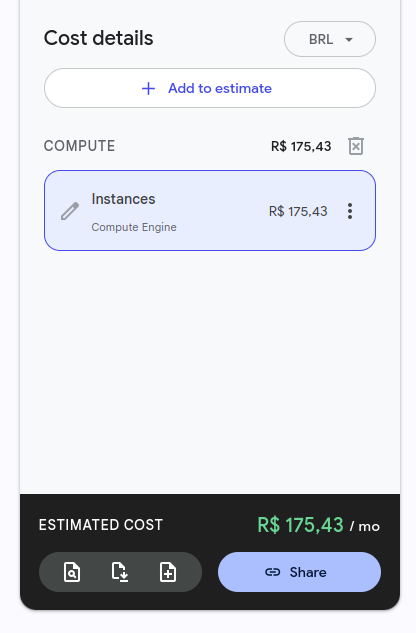 Cost details
BRL
Add to estimate
COMPUTE
R$ 175,43
Instances
R$ 175,43
Compute Engine
ESTIMATED COST
R$ 175,43 / mo
Share